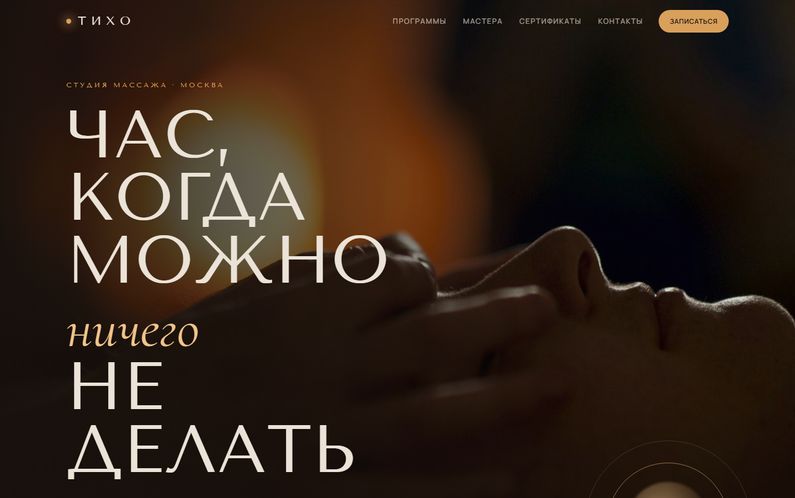 ТИХО
ПРОГРАММЫ МАСТЕРА СЕРТИФИКАТЫ КОНТАКТЫ ЗАПИСАТЬСЯ
СТУДИЯ МАССАЖА · МОСКВА
ЧАС,
КОГДА
МОЖНО
ничего
НЕ
ДЕЛАТЬ